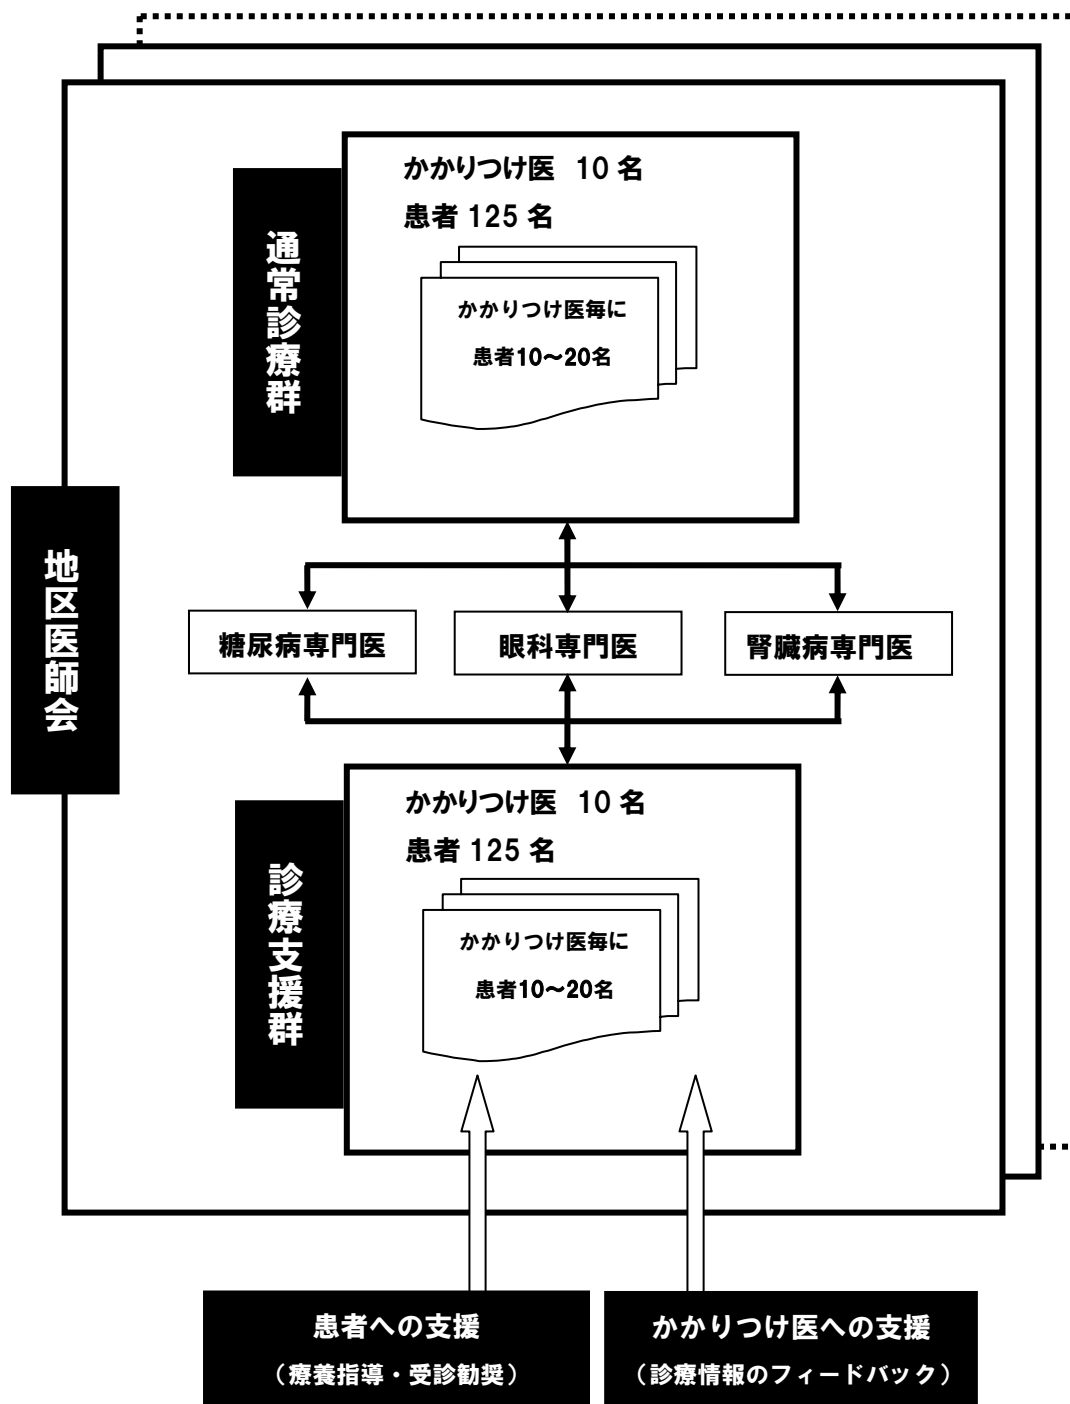 地区医師会
通常診療群
かかりつけ医 10 名
患者 125 名
かかりつけ医毎に
患者10～20名
糖尿病専門医
眼科専門医
腎臓病専門医
診療支援群
かかりつけ医 10 名
患者 125 名
かかりつけ医毎に
患者10～20名
患者への支援
（療養指導・受診勧奨）
かかりつけ医への支援
（診療情報のフィードバック）